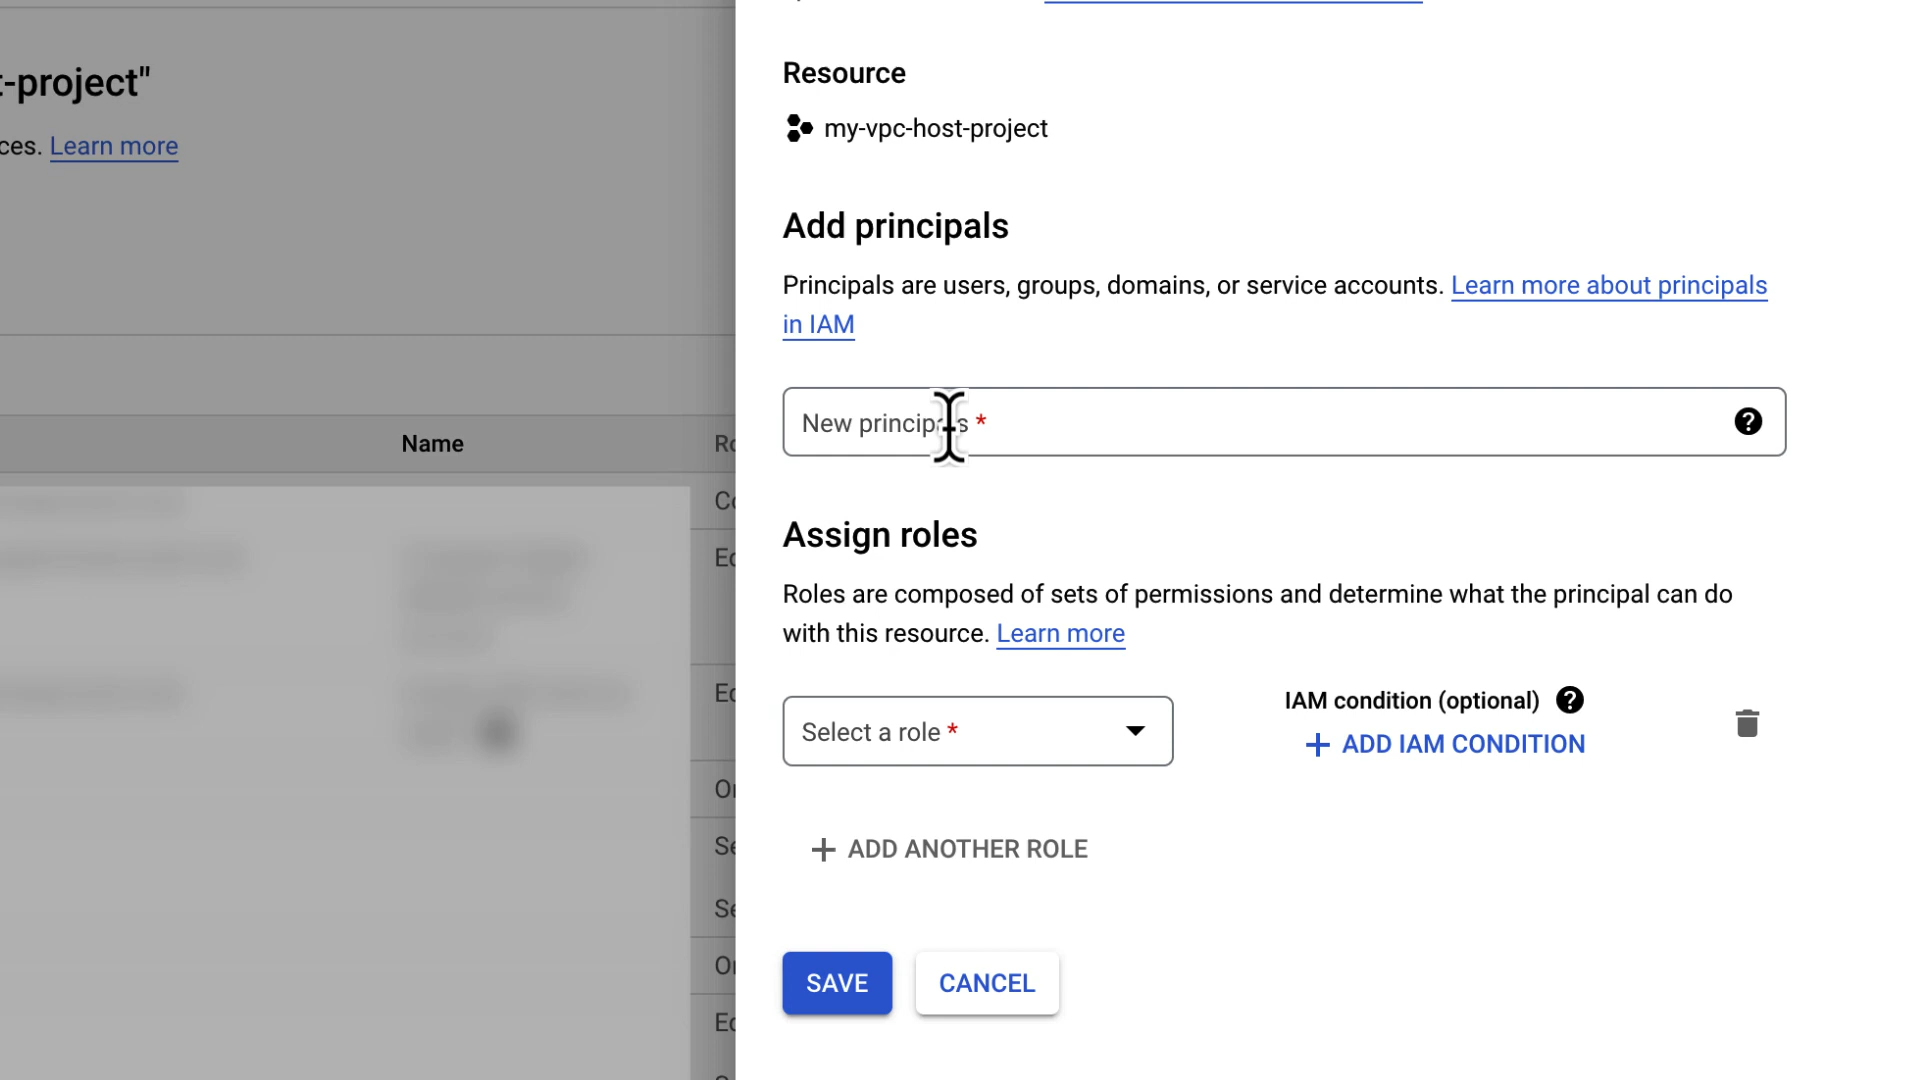 t-project"
ces. Learn more
Name
Resource
my-vpc-host-project
Add principals
Principals are users, groups, domains, or service accounts. Learn more about principals
in IAM
New principals *
Assign roles
Roles are composed of sets of permissions and determine what the principal can do
with this resource. Learn more
Select a role *
IAM condition (optional)
ADD IAM CONDITION
ADD ANOTHER ROLE
SAVE
CANCEL